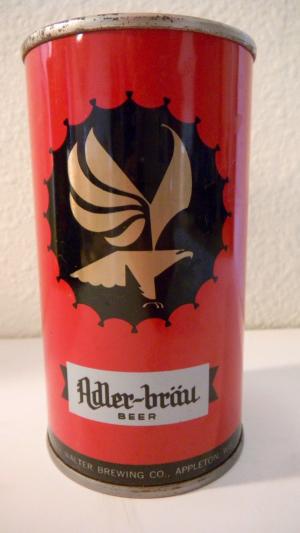 Adler-bräu
BEER
WALTER BREWING CO., APPLETON, W